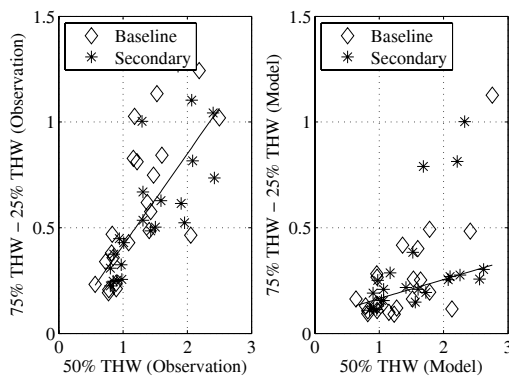 1.5
1
0.5
0
0 1 2 3
75% THW − 25% THW (Observation)
50% THW (Observation)
Baseline
Secondary
1.5
1
0.5
0
0 1 2 3
75% THW − 25% THW (Model)
50% THW (Model)
Baseline
Secondary